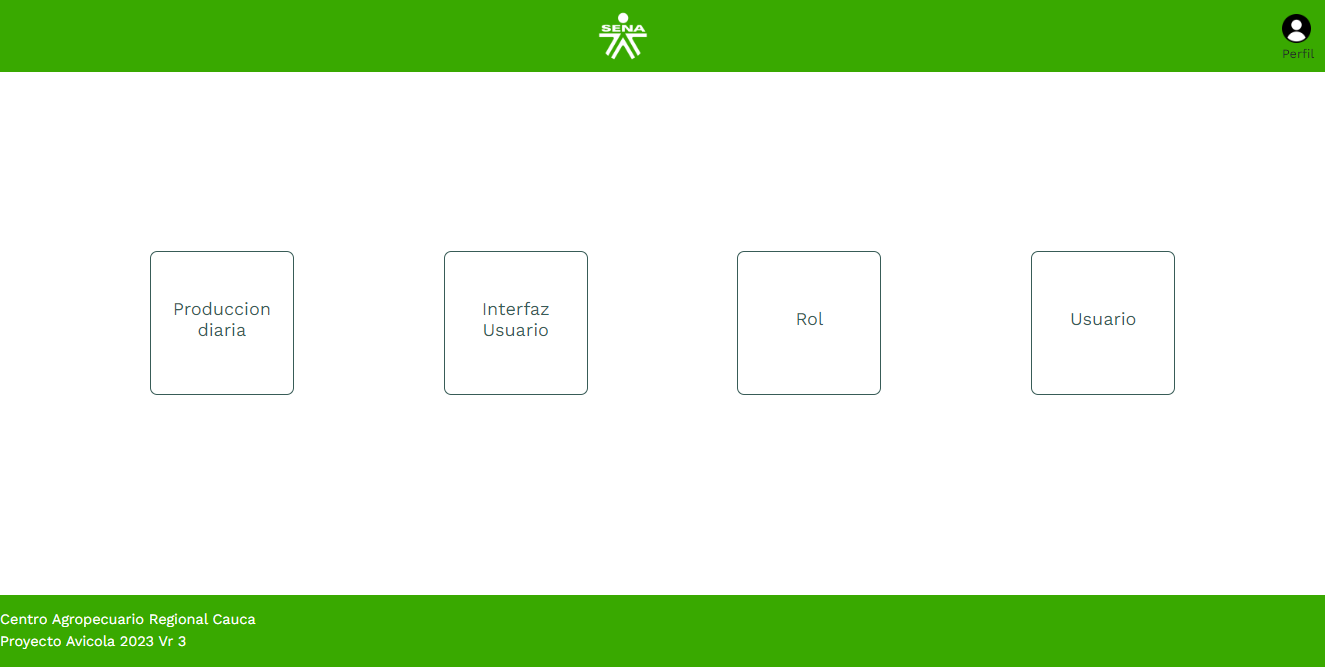 SENA
Perfil
Produccion
diaria
Interfaz
Usuario
Rol
Usuario
Centro Agropecuario Regional Cauca
Proyecto Avicola 2023 Vr 3